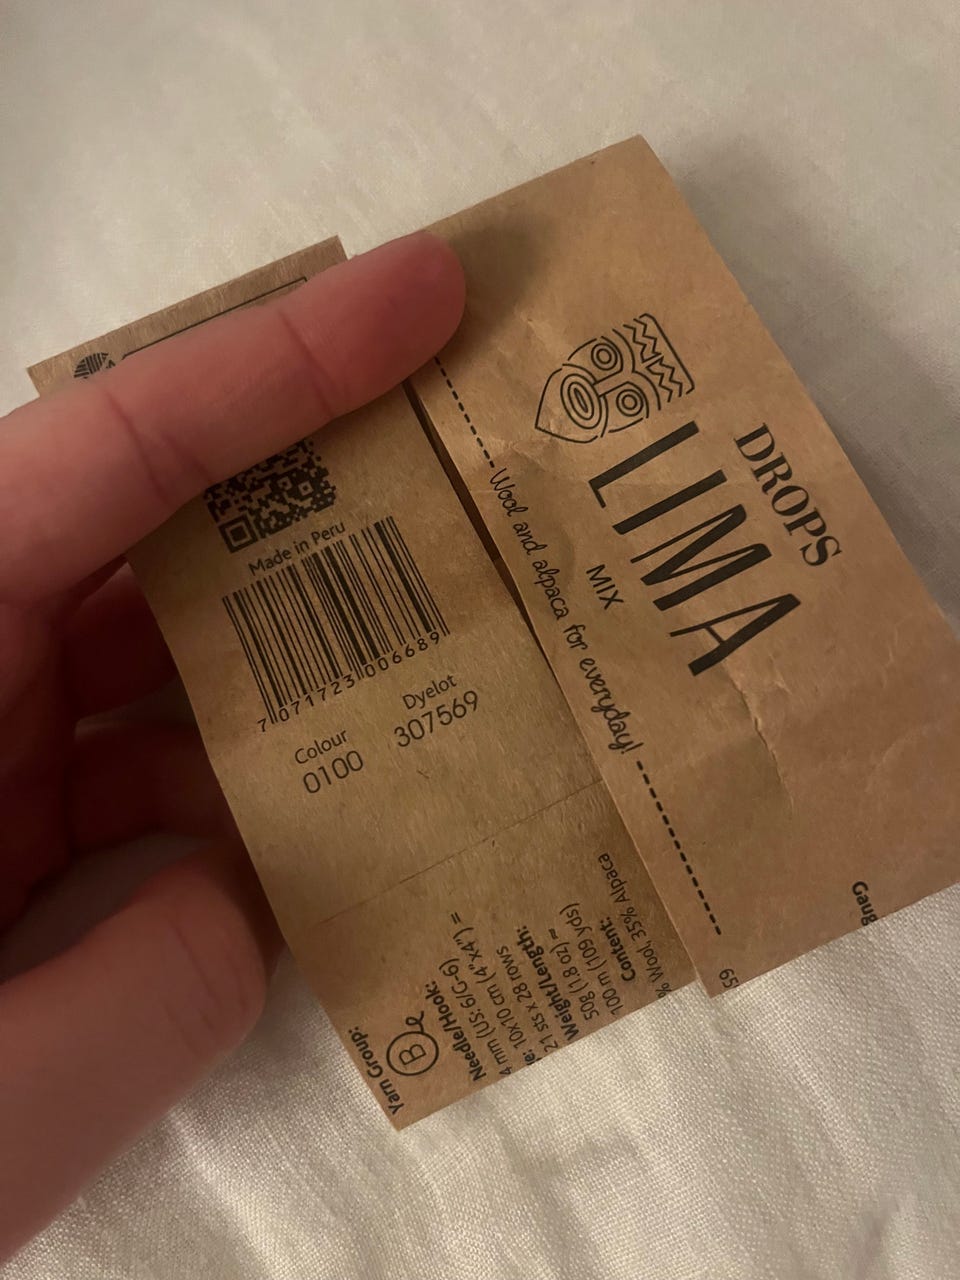 DROPS
LIMA
MIX
Wool and alpaca for everyday!
Gaug
Made in Peru
7 071723 006689
Colour
0100
Dyelot
307569
Yarn Group:
B
Needle/Hook:
4 mm (US: 6/G-6)
e: 10x10 cm (4"x4") =
21 sts x 28 rows
Weight/Length:
50g (1.8 oz) ≈
100 m (109 yds)
Content:
% Wool, 35% Alpaca